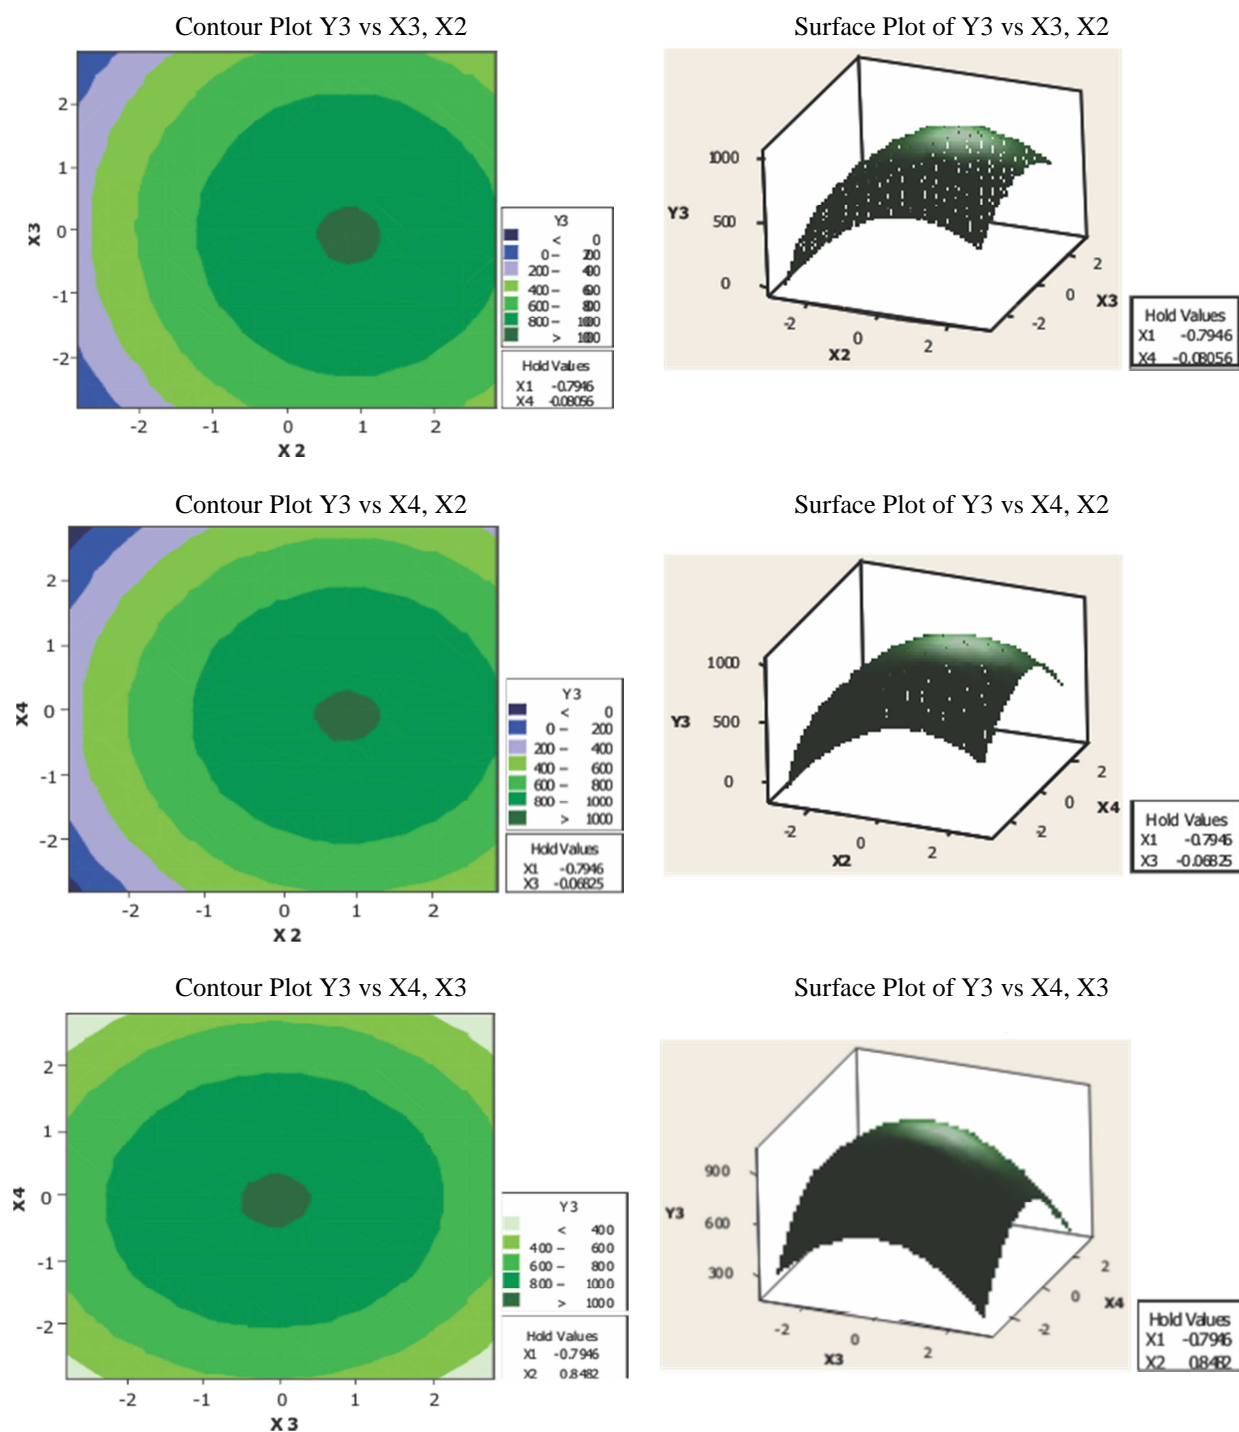 Contour Plot Y3 vs X3, X2
Surface Plot of Y3 vs X3, X2
2
1
0
-1
-2
X3
-2
-1
0
1
2
X 2
Y3
< 0
0 –
200 –
400 –
600 –
800 –
>
Hold Values
X1 -0.7946
X4 -0.08056
1000
500
0
Y3
-2
0
2
X2
2
0
-2
X3
Hold Values
X1 -0.7946
X4 -0.08056
Contour Plot Y3 vs X4, X2
Surface Plot of Y3 vs X4, X2
2
1
0
-1
-2
X4
-2
-1
0
1
2
X 2
Y3
< 0
0 – 200
200 – 400
400 – 600
600 – 800
800 – 1000
> 1000
Hold Values
X1 -0.7946
X3 -0.06825
1000
500
0
Y3
-2
0
2
X2
2
0
-2
X4
Hold Values
X1 -0.7946
X3 -0.06825
Contour Plot Y3 vs X4, X3
Surface Plot of Y3 vs X4, X3
2
1
0
-1
-2
X4
-2
-1
0
1
2
X 3
Y3
< 400
400 – 600
600 – 800
800 – 1000
> 1000
Hold Values
X1 -0.7946
X2 0.8482
900
600
300
Y3
-2
0
2
X3
2
0
-2
X4
Hold Values
X1 -0.7946
X2 0.8482